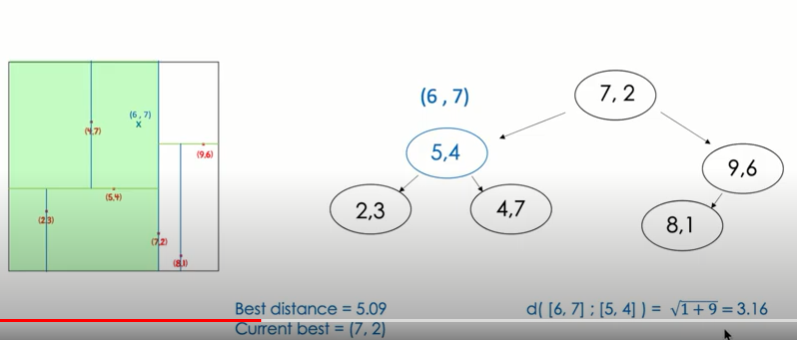 (6 , 7)
(4,7)
(9,6)
(5,4)
(2,3)
(7,2)
(8,1)
(6 , 7)
7, 2
5,4
9,6
2,3
4,7
8,1
Best distance = 5.09
Current best = (7, 2)
d( [6, 7] ; [5, 4] ) = √1 + 9 = 3.16